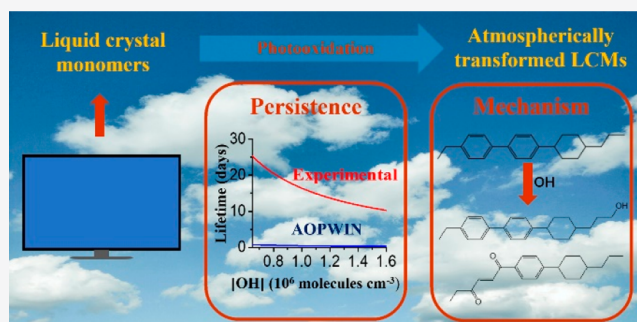 Liquid crystal
monomers
Photooxidation
Atmospherically
transformed LCMs
Persistence
Lifetime (days)
30
20
10
0
Experimental
AOPWIN
0.8 1.0 1.2 1.4 1.6
[OH] (10⁶ molecules cm⁻³)
Mechanism
OH
OH
O
O